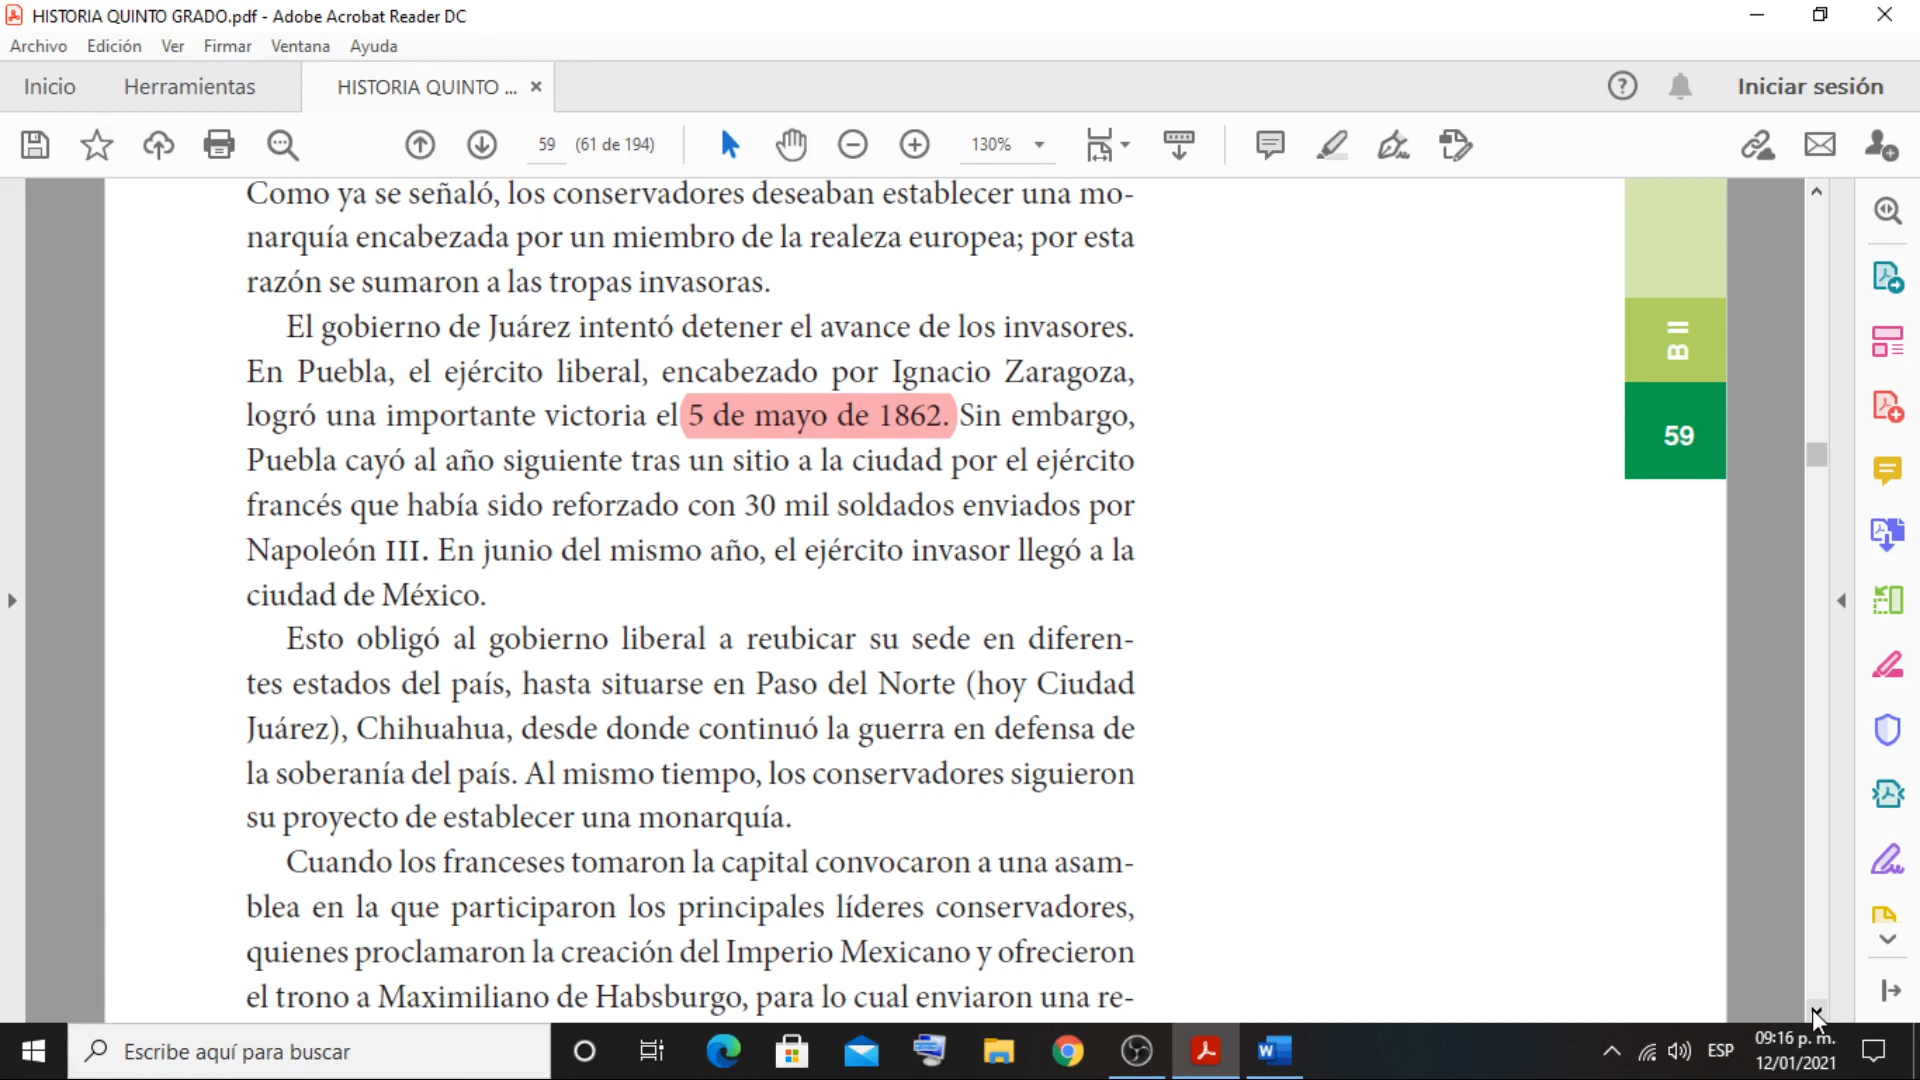 HISTORIA QUINTO GRADO.pdf - Adobe Acrobat Reader DC
Archivo Edición Ver Firmar Ventana Ayuda
Inicio Herramientas HISTORIA QUINTO ... × Iniciar sesión
59 (61 de 194) 130%
Como ya se señaló, los conservadores deseaban establecer una mo-
narquía encabezada por un miembro de la realeza europea; por esta
razón se sumaron a las tropas invasoras.
El gobierno de Juárez intentó detener el avance de los invasores.
En Puebla, el ejército liberal, encabezado por Ignacio Zaragoza,
logró una importante victoria el 5 de mayo de 1862. Sin embargo,
Puebla cayó al año siguiente tras un sitio a la ciudad por el ejército
francés que había sido reforzado con 30 mil soldados enviados por
Napoleón III. En junio del mismo año, el ejército invasor llegó a la
ciudad de México.
Esto obligó al gobierno liberal a reubicar su sede en diferen-
tes estados del país, hasta situarse en Paso del Norte (hoy Ciudad
Juárez), Chihuahua, desde donde continuó la guerra en defensa de
la soberanía del país. Al mismo tiempo, los conservadores siguieron
su proyecto de establecer una monarquía.
Cuando los franceses tomaron la capital convocaron a una asam-
blea en la que participaron los principales líderes conservadores,
quienes proclamaron la creación del Imperio Mexicano y ofrecieron
el trono a Maximiliano de Habsburgo, para lo cual enviaron una re-
B II
59
Escribe aquí para buscar
ESP
09:16 p. m.
12/01/2021